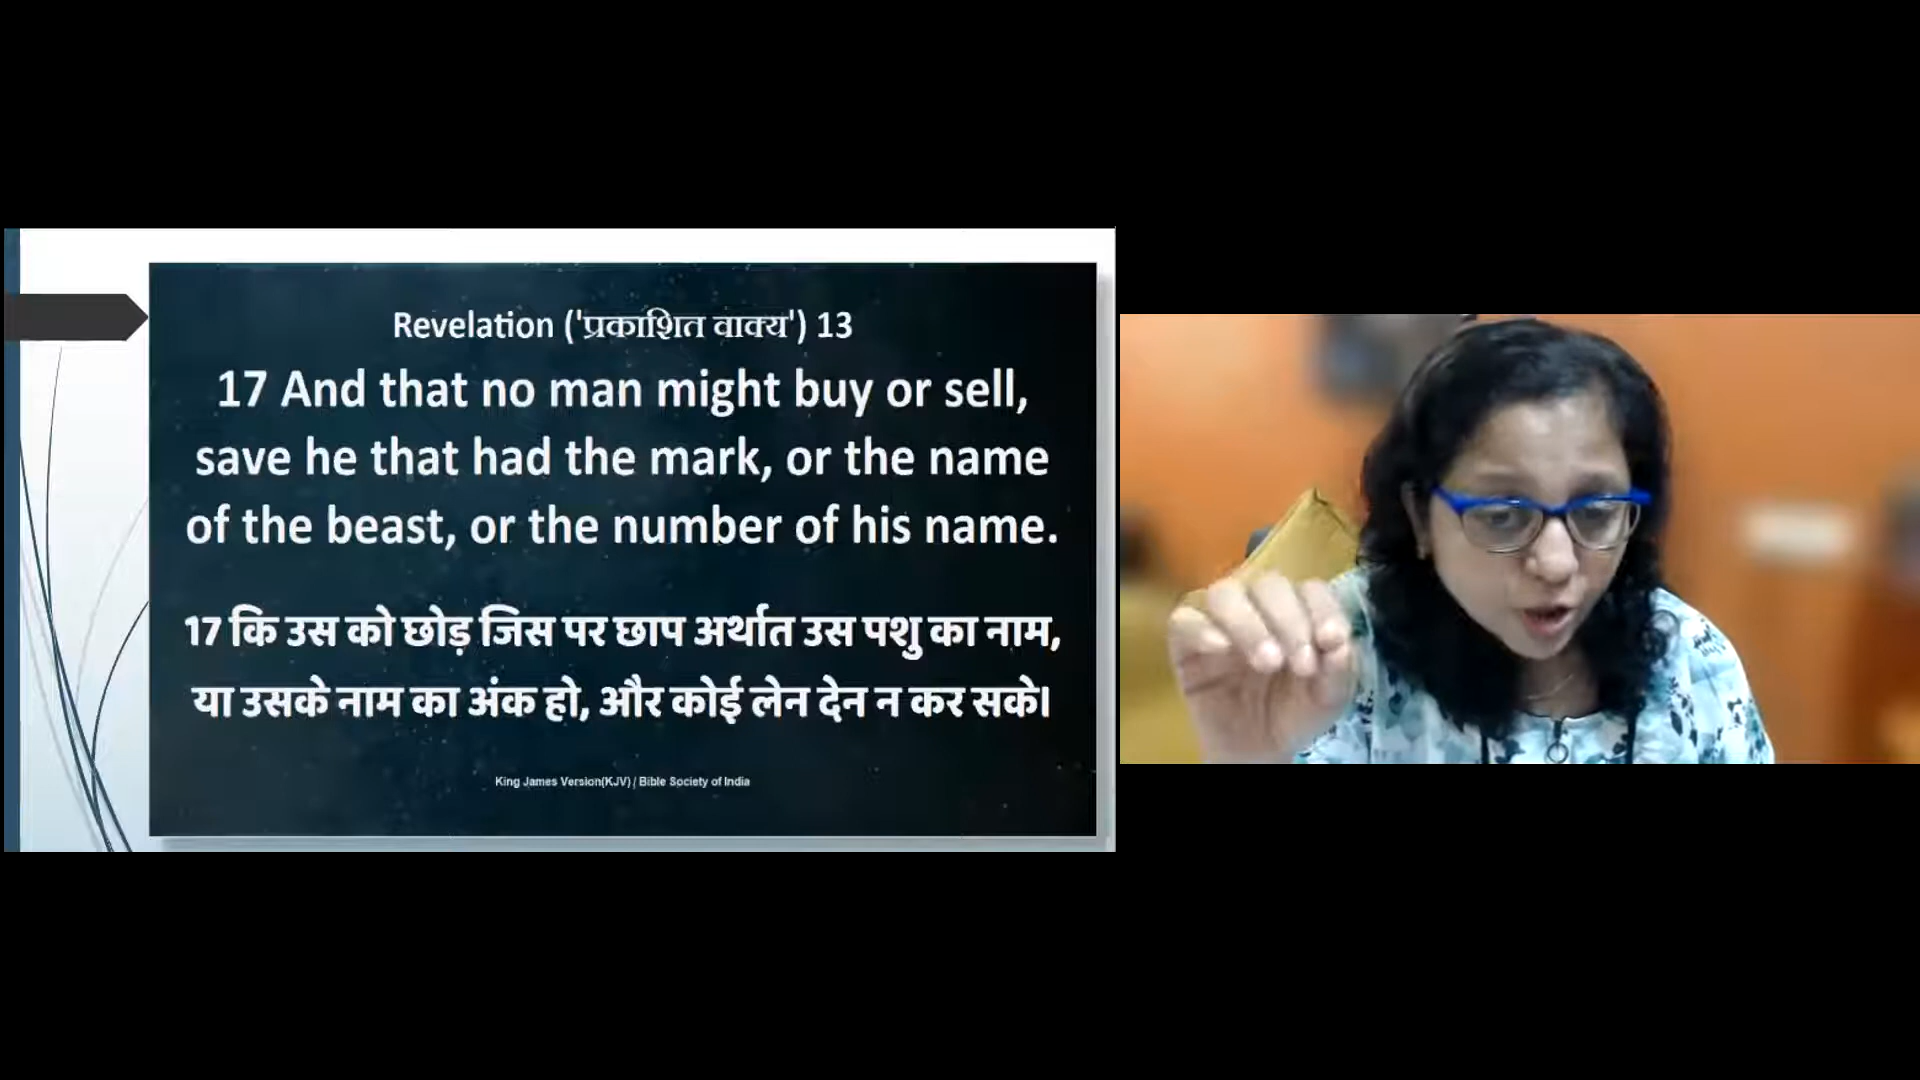 Revelation ('प्रकाशित वाक्य') 13
17 And that no man might buy or sell,
save he that had the mark, or the name
of the beast, or the number of his name.
17 कि उस को छोड़ जिस पर छाप अर्थात उस पशु का नाम,
या उसके नाम का अंक हो, और कोई लेन देन न कर सके।
King James Version(KJV) / Bible Society of India